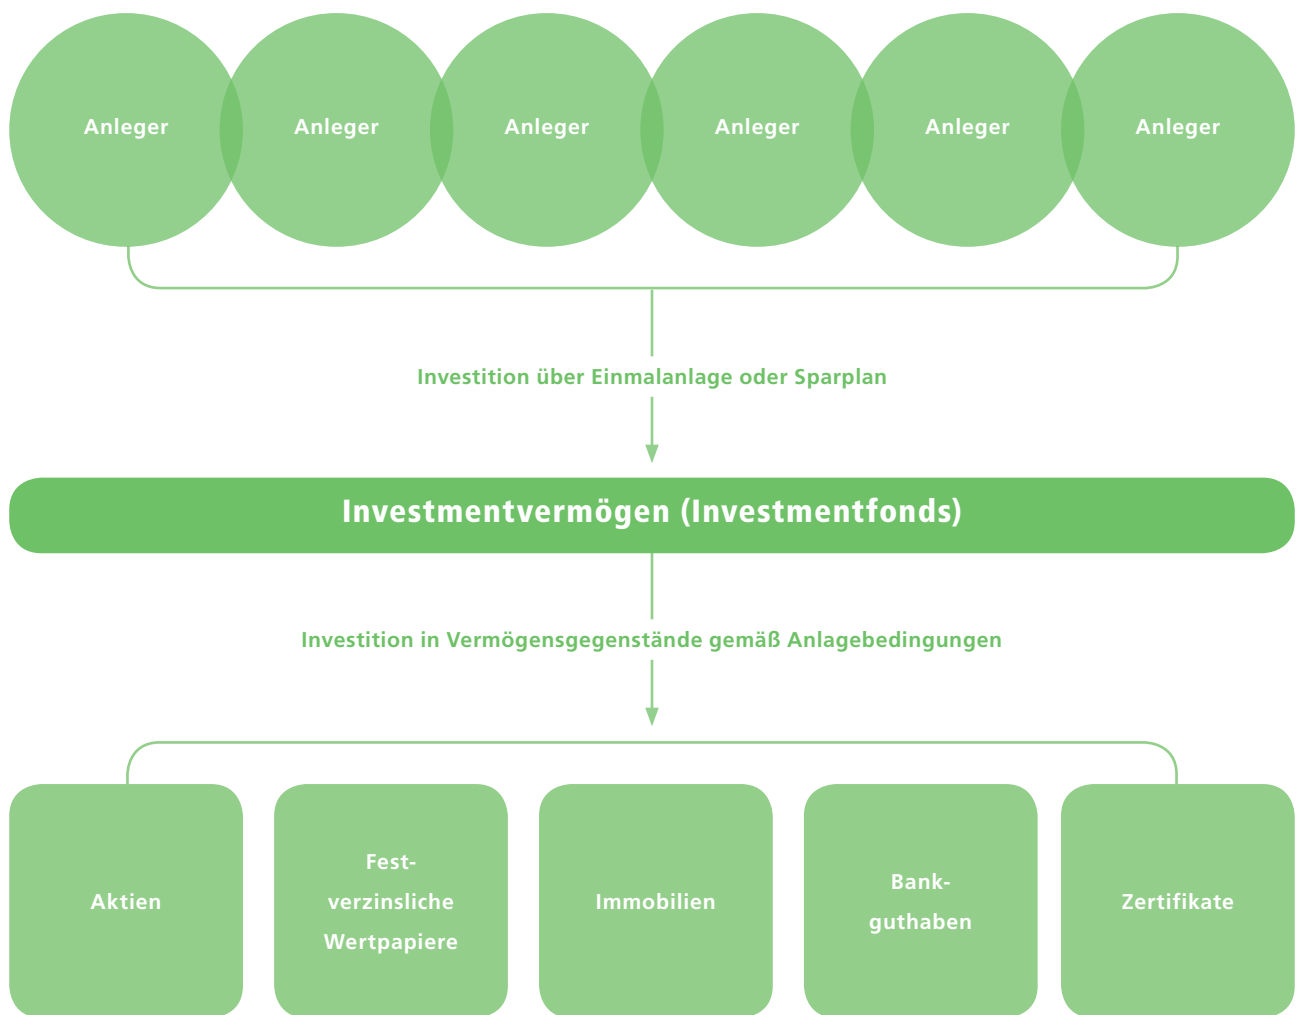 Anleger Anleger Anleger Anleger Anleger Anleger
Investition über Einmalanlage oder Sparplan
Investmentvermögen (Investmentfonds)
Investition in Vermögensgegenstände gemäß Anlagebedingungen
Aktien
Fest-
verzinsliche
Wertpapiere
Immobilien
Bank-
guthaben
Zertifikate